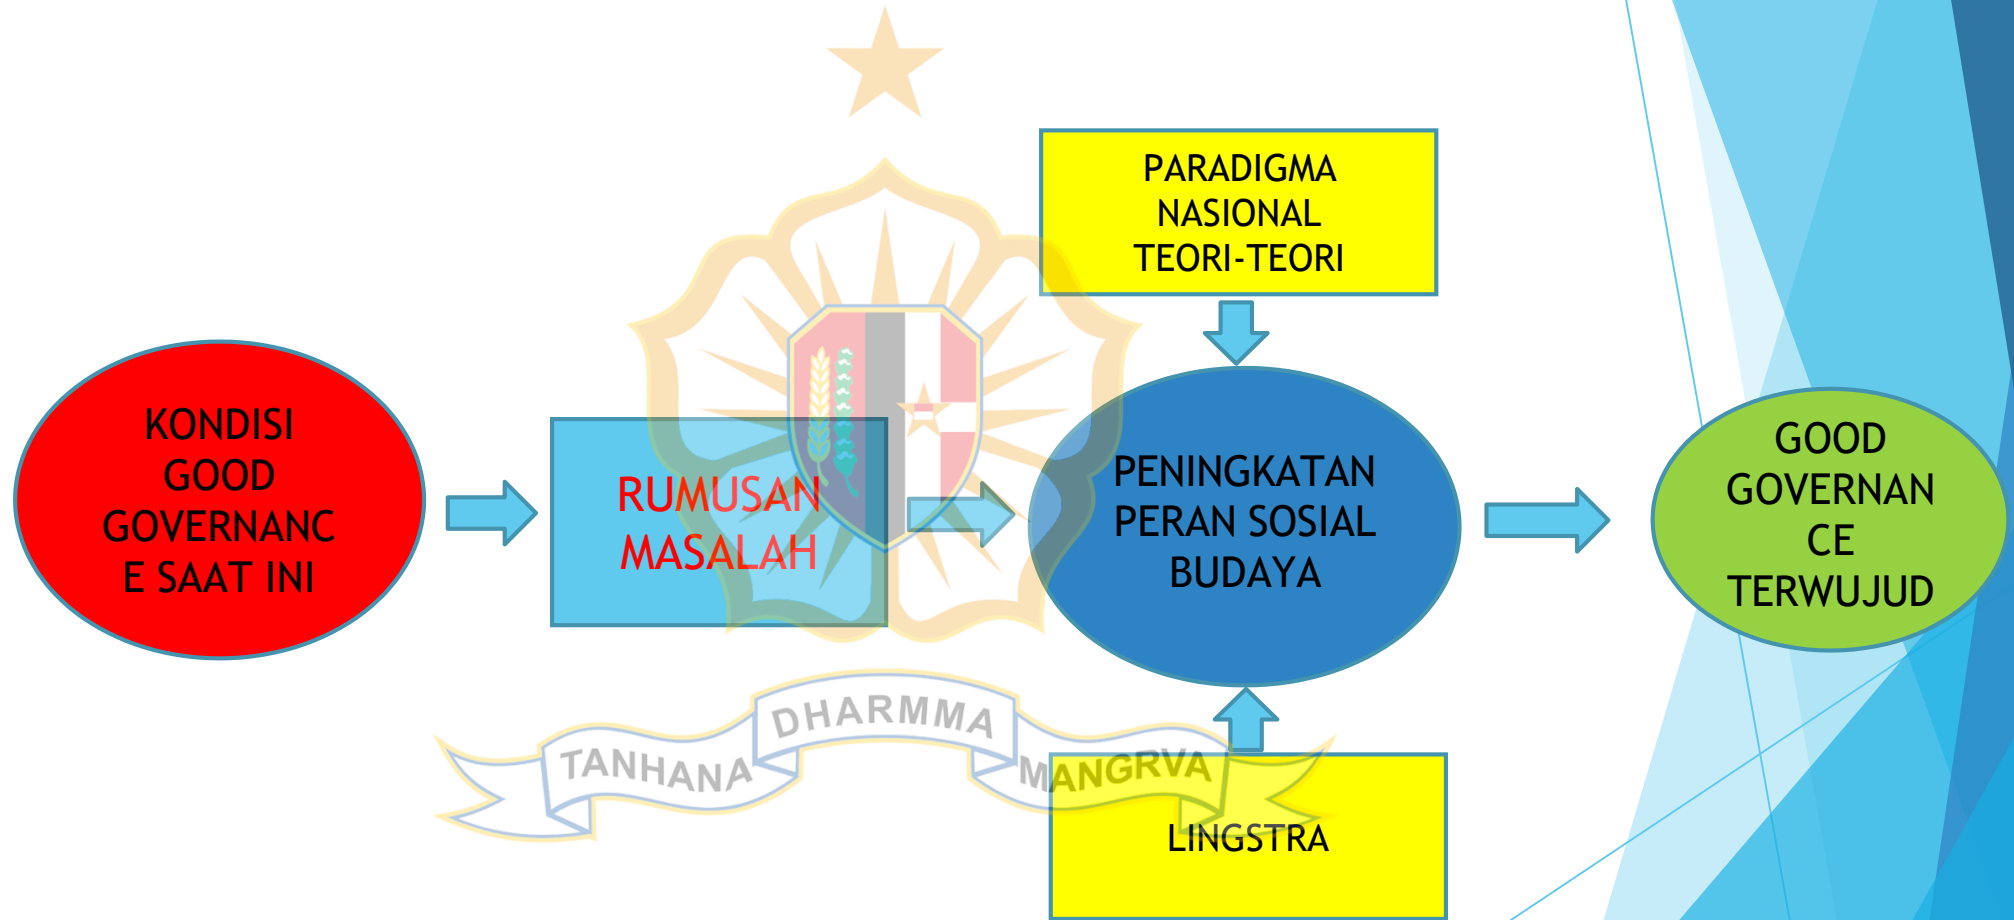 KONDISI
GOOD
GOVERNANC
E SAAT INI
RUMUSAN
MASALAH
PARADIGMA
NASIONAL
TEORI-TEORI
PENINGKATAN
PERAN SOSIAL
BUDAYA
LINGSTRA
GOOD
GOVERNAN
CE
TERWUJUD
TANHANA DHARMMA MANGRVA